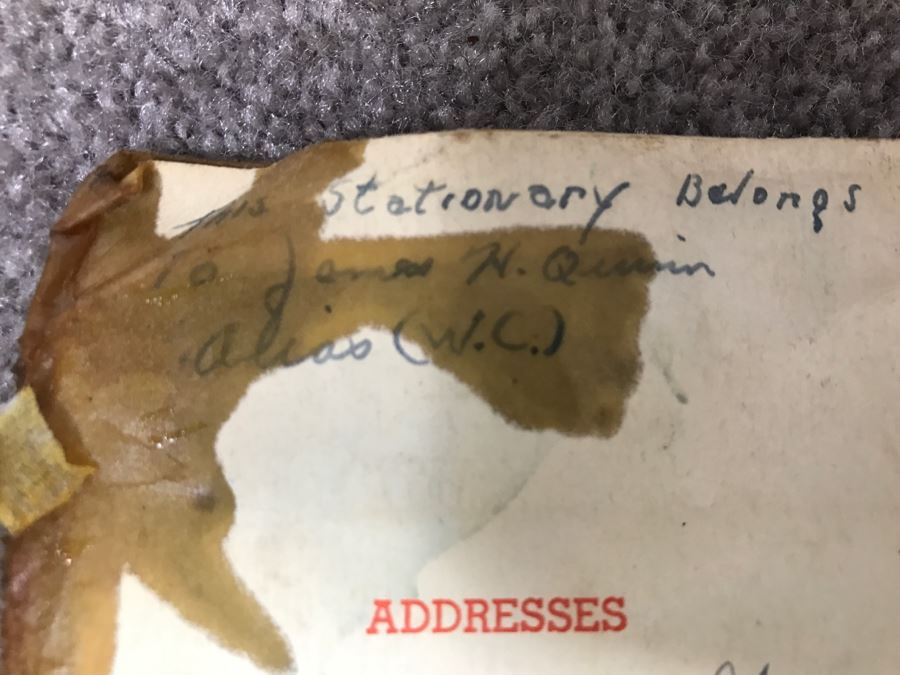 This Stationary Belongs
To James H. Quinn
Alias (W.C.)
ADDRESSES